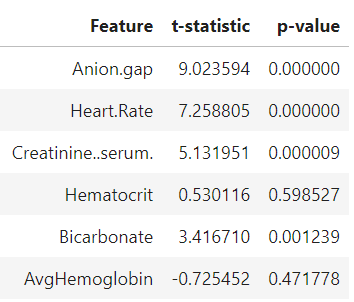 Feature t-statistic p-value
Anion.gap 9.023594 0.000000
Heart.Rate 7.258805 0.000000
Creatinine..serum. 5.131951 0.000009
Hematocrit 0.530116 0.598527
Bicarbonate 3.416710 0.001239
AvgHemoglobin -0.725452 0.471778